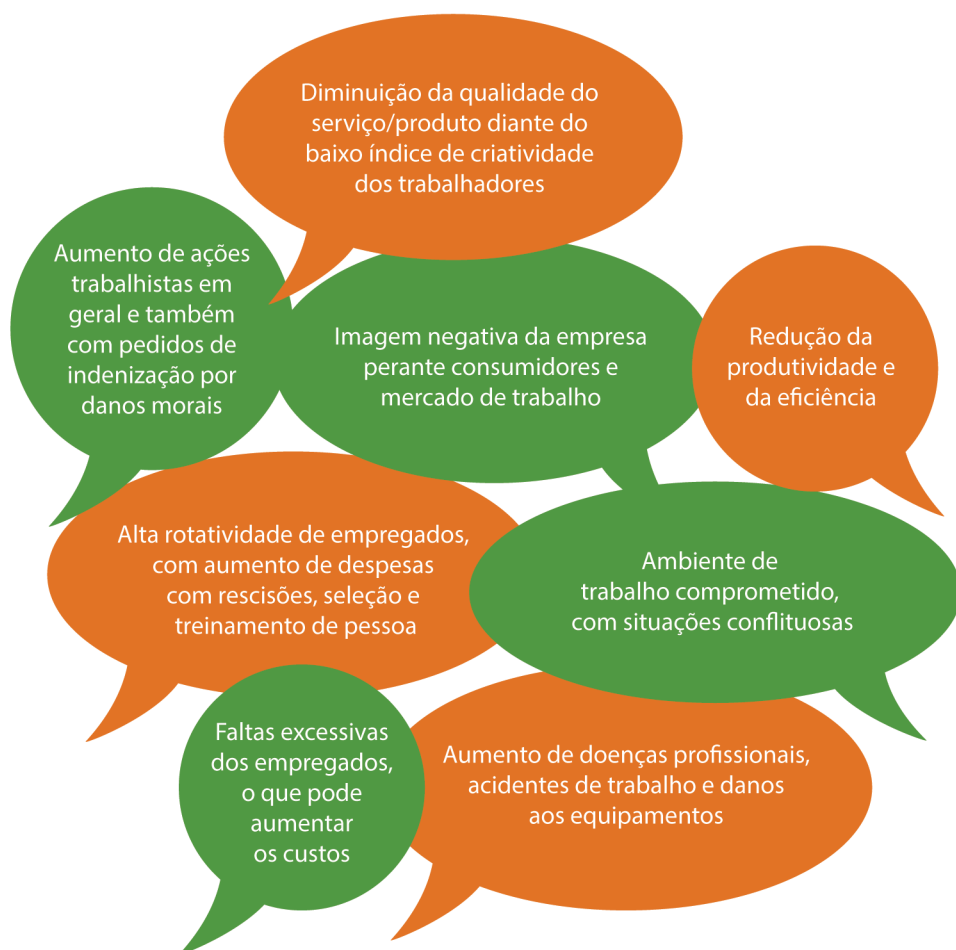 Diminuição da qualidade do
serviço/produto diante do
baixo índice de criatividade
dos trabalhadores
Aumento de ações
trabalhistas em
geral e também
com pedidos de
indenização por
danos morais
Imagem negativa da empresa
perante consumidores e
mercado de trabalho
Redução da
produtividade e
da eficiência
Alta rotatividade de empregados,
com aumento de despesas
com rescisões, seleção e
treinamento de pessoa
Ambiente de
trabalho comprometido,
com situações conflituosas
Faltas excessivas
dos empregados,
o que pode
aumentar
os custos
Aumento de doenças profissionais,
acidentes de trabalho e danos
aos equipamentos